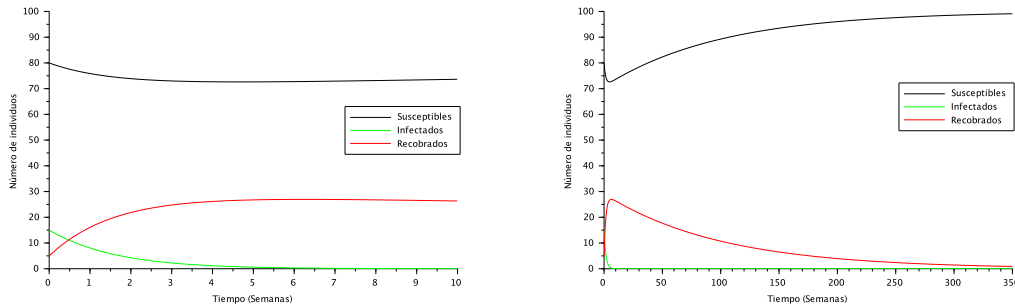 100
90
80
70
60
50
40
30
20
10
0
Número de individuos
0 1 2 3 4 5 6 7 8 9 10
Tiempo (Semanas)
Susceptibles
Infectados
Recobrados
100
90
80
70
60
50
40
30
20
10
0
Número de individuos
0 50 100 150 200 250 300 350
Tiempo (Semanas)
Susceptibles
Infectados
Recobrados